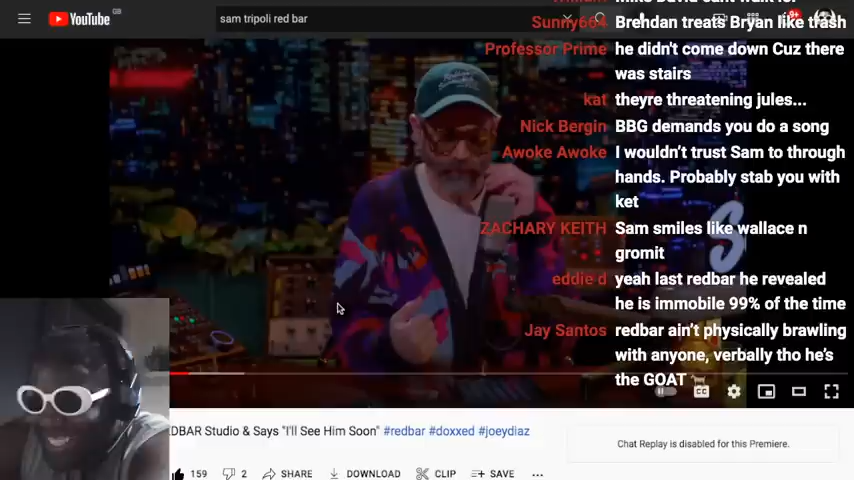 YouTube GB
sam tripoli red bar
9+
Sunny664 Brehdan treats Bryan like trash
Professor Prime he didn't come down Cuz there
was stairs
kat theyre threatening jules...
Nick Bergin BBG demands you do a song
Awoke Awoke I wouldn't trust Sam to through
hands. Probably stab you with
ket
ZACHARY KEITH Sam smiles like wallace n
gromit
eddie d yeah last redbar he revealed
he is immobile 99% of the time
Jay Santos redbar ain't physically brawling
with anyone, verbally tho he's
the GOAT
CC
DBAR Studio & Says "I'll See Him Soon" #redbar #doxxed #joeydiaz
Chat Replay is disabled for this Premiere.
159 2 SHARE DOWNLOAD CLIP SAVE ...